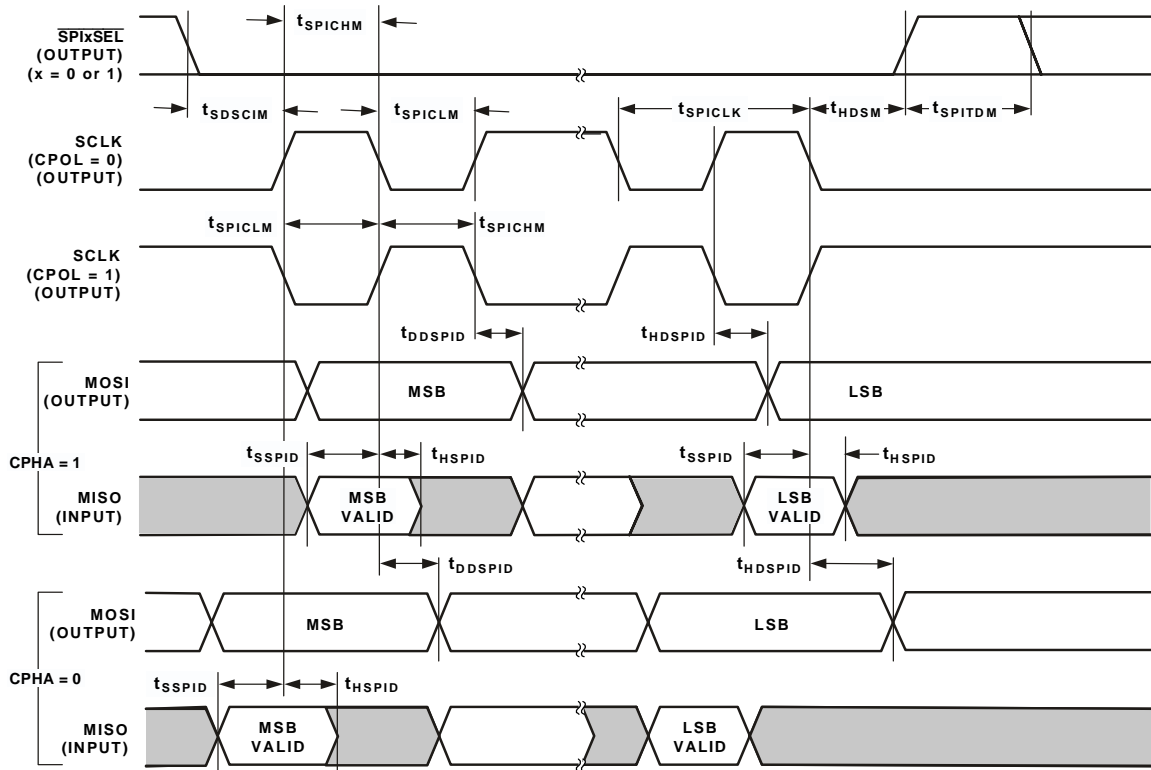 SPIxSEL
(OUTPUT)
(x = 0 or 1)
tSPICHM
tSDSCIM
tSPICLM
tSPICLK
tHDSM
tSPITDM
SCLK
(CPOL = 0)
(OUTPUT)
tSPICLM
tSPICHM
SCLK
(CPOL = 1)
(OUTPUT)
tDDSPID
tHDSPID
MOSI
(OUTPUT)
MSB
LSB
CPHA = 1
tSSPID
tHSPID
tSSPID
tHSPID
MISO
(INPUT)
MSB
VALID
LSB
VALID
tDDSPID
tHDSPID
MOSI
(OUTPUT)
MSB
LSB
CPHA = 0
tSSPID
tHSPID
MISO
(INPUT)
MSB
VALID
LSB
VALID